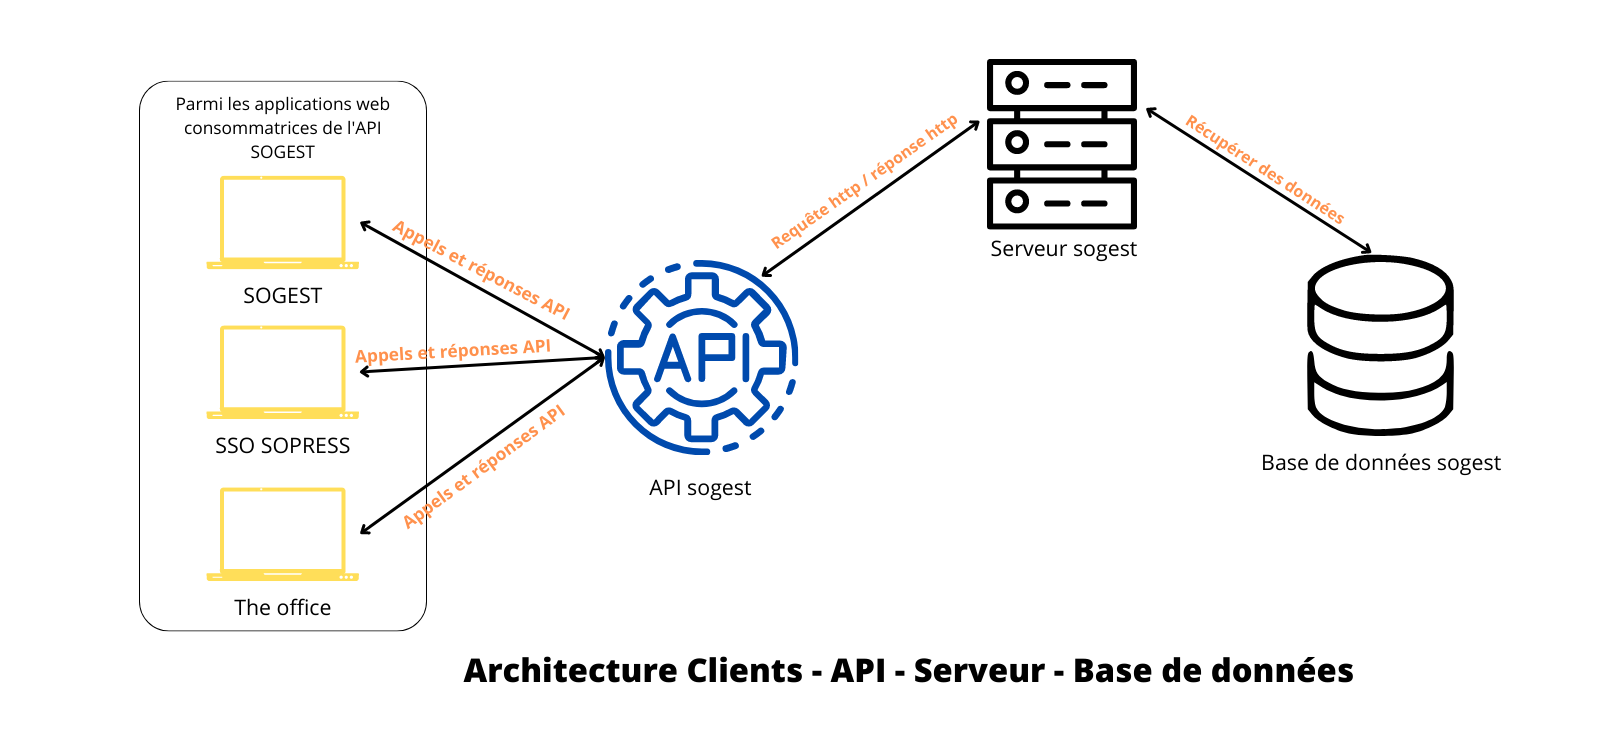 Parmi les applications web
consommatrices de l'API
SOGEST
SOGEST
SSO SOPRESS
The office
Appels et réponses API
Appels et réponses API
Appels et réponses API
API
API sogest
Requête http / réponse http
Serveur sogest
Récupérer des données
Base de données sogest
Architecture Clients - API - Serveur - Base de données